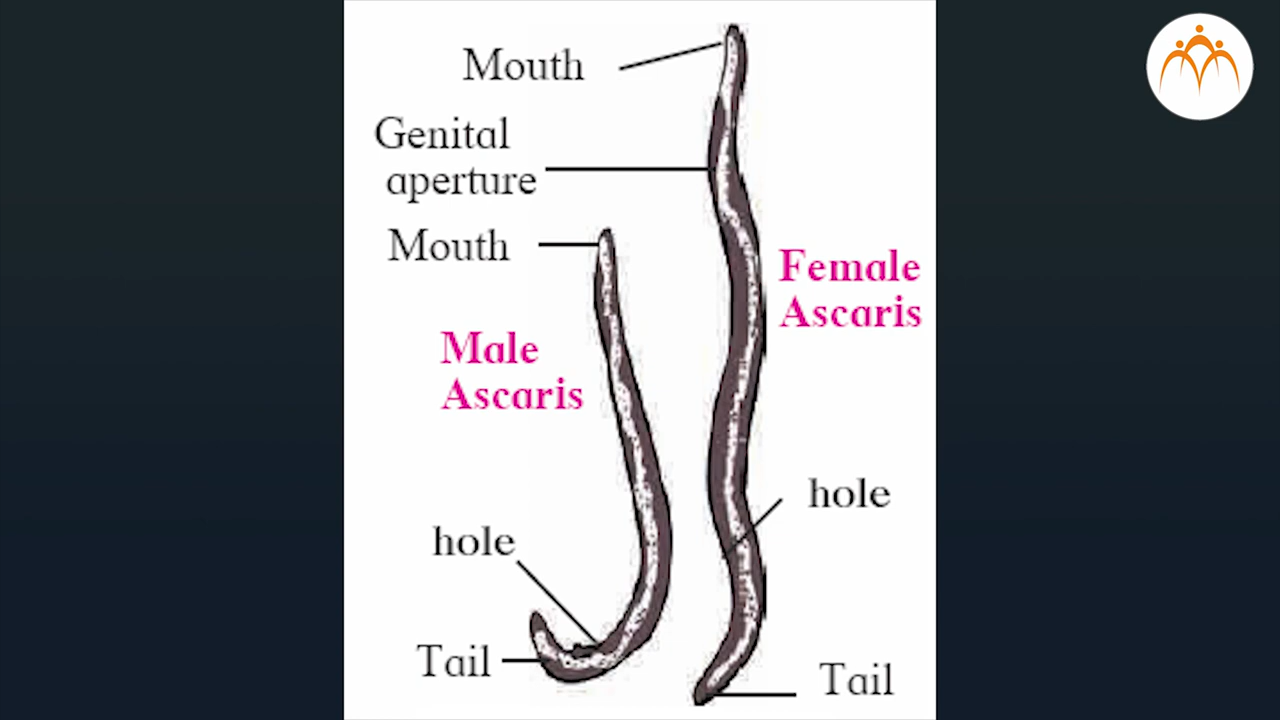 Mouth
Genital
aperture
Mouth
Female
Ascaris
Male
Ascaris
hole
hole
Tail
Tail